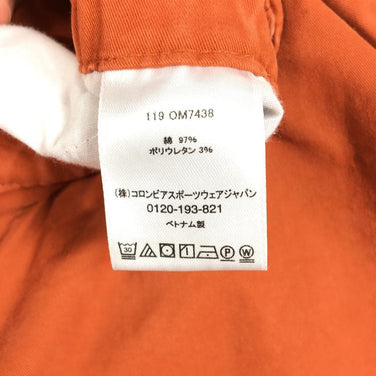 119 OM7438
綿 97%
ポリウレタン 3%
(株)コロンビアスポーツウェアジャパン
0120-193-821
ベトナム製
30 P W